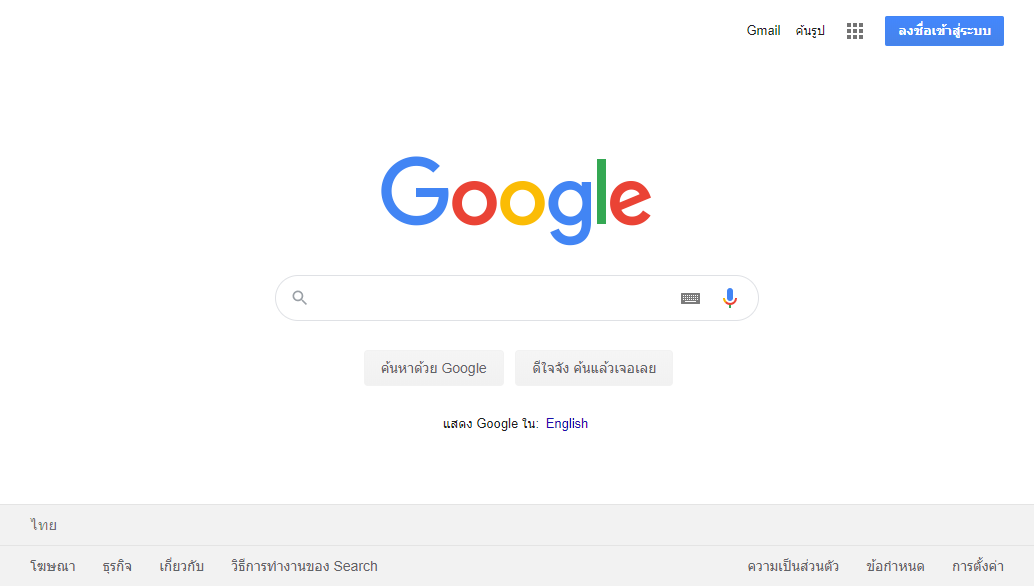 Gmail ค้นรูป ลงชื่อเข้าสู่ระบบ
Google
ค้นหาด้วย Google ดีใจจัง ค้นแล้วเจอเลย
แสดง Google ใน: English
ไทย
โฆษณา ธุรกิจ เกี่ยวกับ วิธีการทำงานของ Search ความเป็นส่วนตัว ข้อกำหนด การตั้งค่า